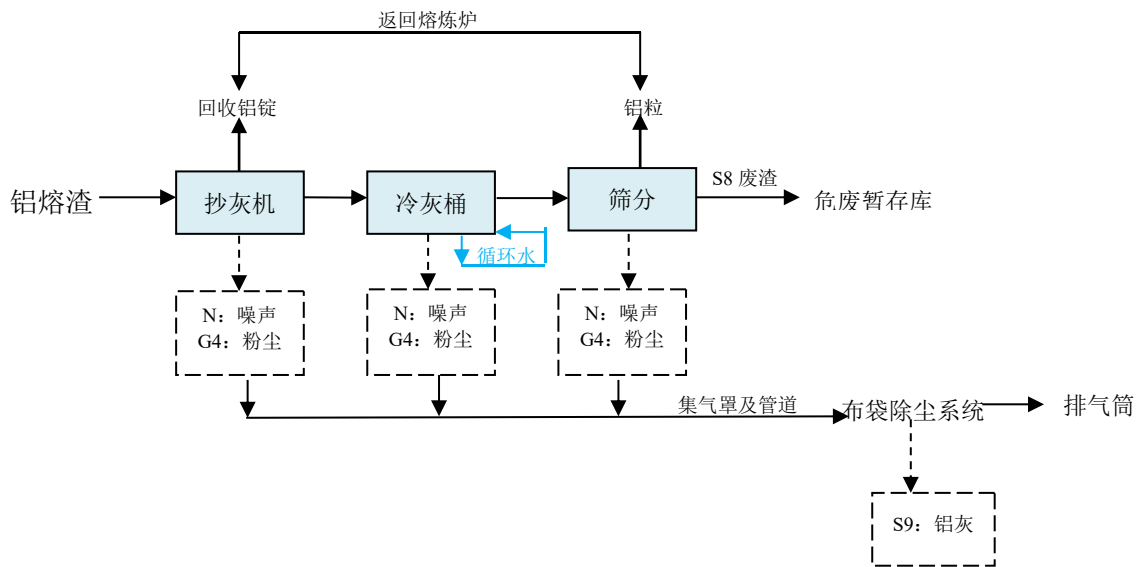 返回熔炼炉
回收铝锭
铝粒
铝熔渣
抄灰机
冷灰桶
筛分
S8 废渣
危废暂存库
循环水
N：噪声
G4：粉尘
N：噪声
G4：粉尘
N：噪声
G4：粉尘
集气罩及管道
布袋除尘系统
排气筒
S9：铝灰